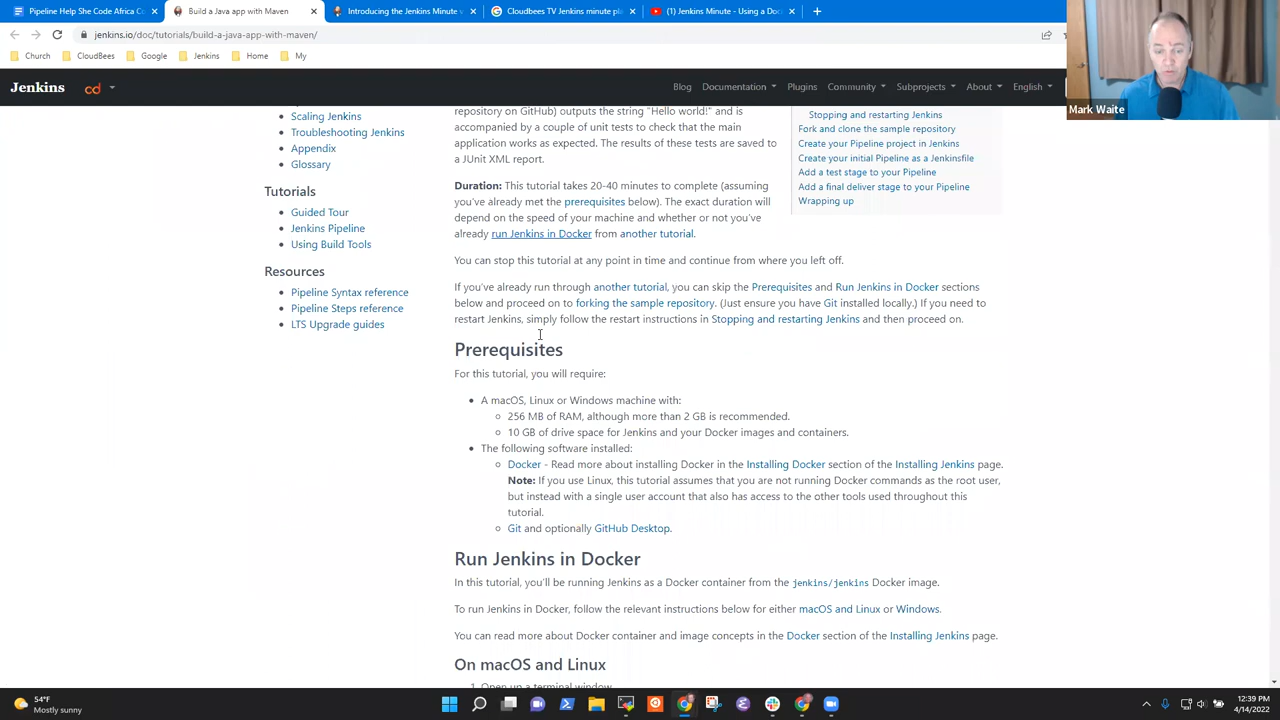 Pipeline Help She Code Africa Co
Build a Java app with Maven
Introducing the Jenkins Minute v
Cloudbees TV Jenkins minute pla
(1) Jenkins Minute - Using a Doc
jenkins.io/doc/tutorials/build-a-java-app-with-maven/
Church CloudBees Google Jenkins Home My
Mark Waite
Jenkins cd Blog Documentation Plugins Community Subprojects About English
Scaling Jenkins
Troubleshooting Jenkins
Appendix
Glossary
Tutorials
Guided Tour
Jenkins Pipeline
Using Build Tools
Resources
Pipeline Syntax reference
Pipeline Steps reference
LTS Upgrade guides
repository on GitHub) outputs the string "Hello world!" and is
accompanied by a couple of unit tests to check that the main
application works as expected. The results of these tests are saved to
a JUnit XML report.
Duration: This tutorial takes 20-40 minutes to complete (assuming
you've already met the prerequisites below). The exact duration will
depend on the speed of your machine and whether or not you've
already run Jenkins in Docker from another tutorial.
Stopping and restarting Jenkins
Fork and clone the sample repository
Create your Pipeline project in Jenkins
Create your initial Pipeline as a Jenkinsfile
Add a test stage to your Pipeline
Add a final deliver stage to your Pipeline
Wrapping up
You can stop this tutorial at any point in time and continue from where you left off.
If you've already run through another tutorial, you can skip the Prerequisites and Run Jenkins in Docker sections
below and proceed on to forking the sample repository. (Just ensure you have Git installed locally.) If you need to
restart Jenkins, simply follow the restart instructions in Stopping and restarting Jenkins and then proceed on.
Prerequisites
For this tutorial, you will require:
A macOS, Linux or Windows machine with:
256 MB of RAM, although more than 2 GB is recommended.
10 GB of drive space for Jenkins and your Docker images and containers.
The following software installed:
Docker - Read more about installing Docker in the Installing Docker section of the Installing Jenkins page.
Note: If you use Linux, this tutorial assumes that you are not running Docker commands as the root user,
but instead with a single user account that also has access to the other tools used throughout this
tutorial.
Git and optionally GitHub Desktop.
Run Jenkins in Docker
In this tutorial, you'll be running Jenkins as a Docker container from the jenkins/jenkins Docker image.
To run Jenkins in Docker, follow the relevant instructions below for either macOS and Linux or Windows.
You can read more about Docker container and image concepts in the Docker section of the Installing Jenkins page.
On macOS and Linux
1. Open up a terminal window.
54°F
Mostly sunny
12:39 PM
4/14/2022